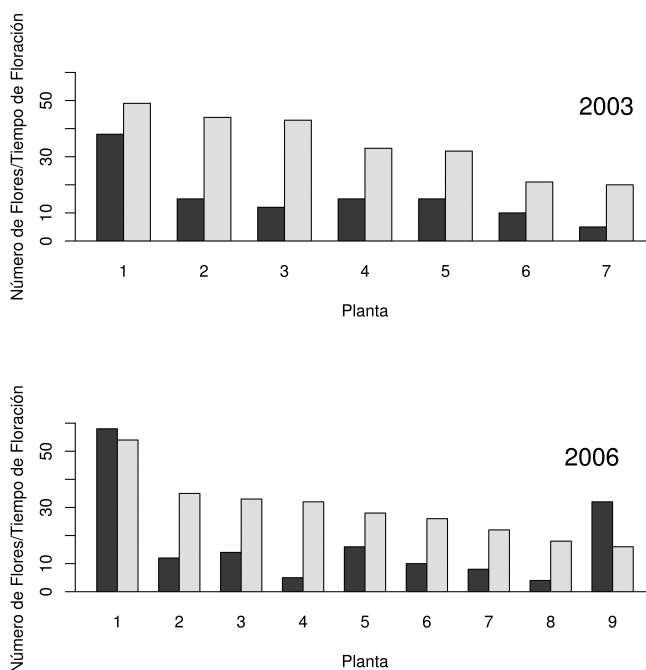 Número de Flores/Tiempo de Floración
50
30
10
0
2003
1 2 3 4 5 6 7
Planta
Número de Flores/Tiempo de Floración
50
30
10
0
2006
1 2 3 4 5 6 7 8 9
Planta